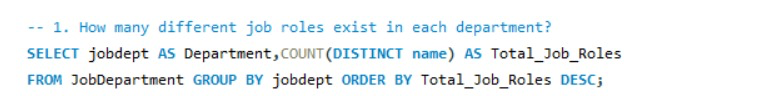 -- 1. How many different job roles exist in each department?
SELECT jobdept AS Department,COUNT(DISTINCT name) AS Total_Job_Roles
FROM JobDepartment GROUP BY jobdept ORDER BY Total_Job_Roles DESC;